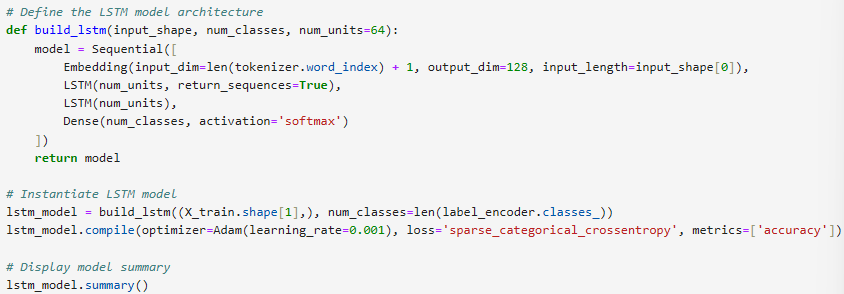 # Define the LSTM model architecture
def build_lstm(input_shape, num_classes, num_units=64):
    model = Sequential([
        Embedding(input_dim=len(tokenizer.word_index) + 1, output_dim=128, input_length=input_shape[0]),
        LSTM(num_units, return_sequences=True),
        LSTM(num_units),
        Dense(num_classes, activation='softmax')
    ])
    return model
# Instantiate LSTM model
lstm_model = build_lstm((X_train.shape[1],), num_classes=len(label_encoder.classes_))
lstm_model.compile(optimizer=Adam(learning_rate=0.001), loss='sparse_categorical_crossentropy', metrics=['accuracy'])
# Display model summary
lstm_model.summary()